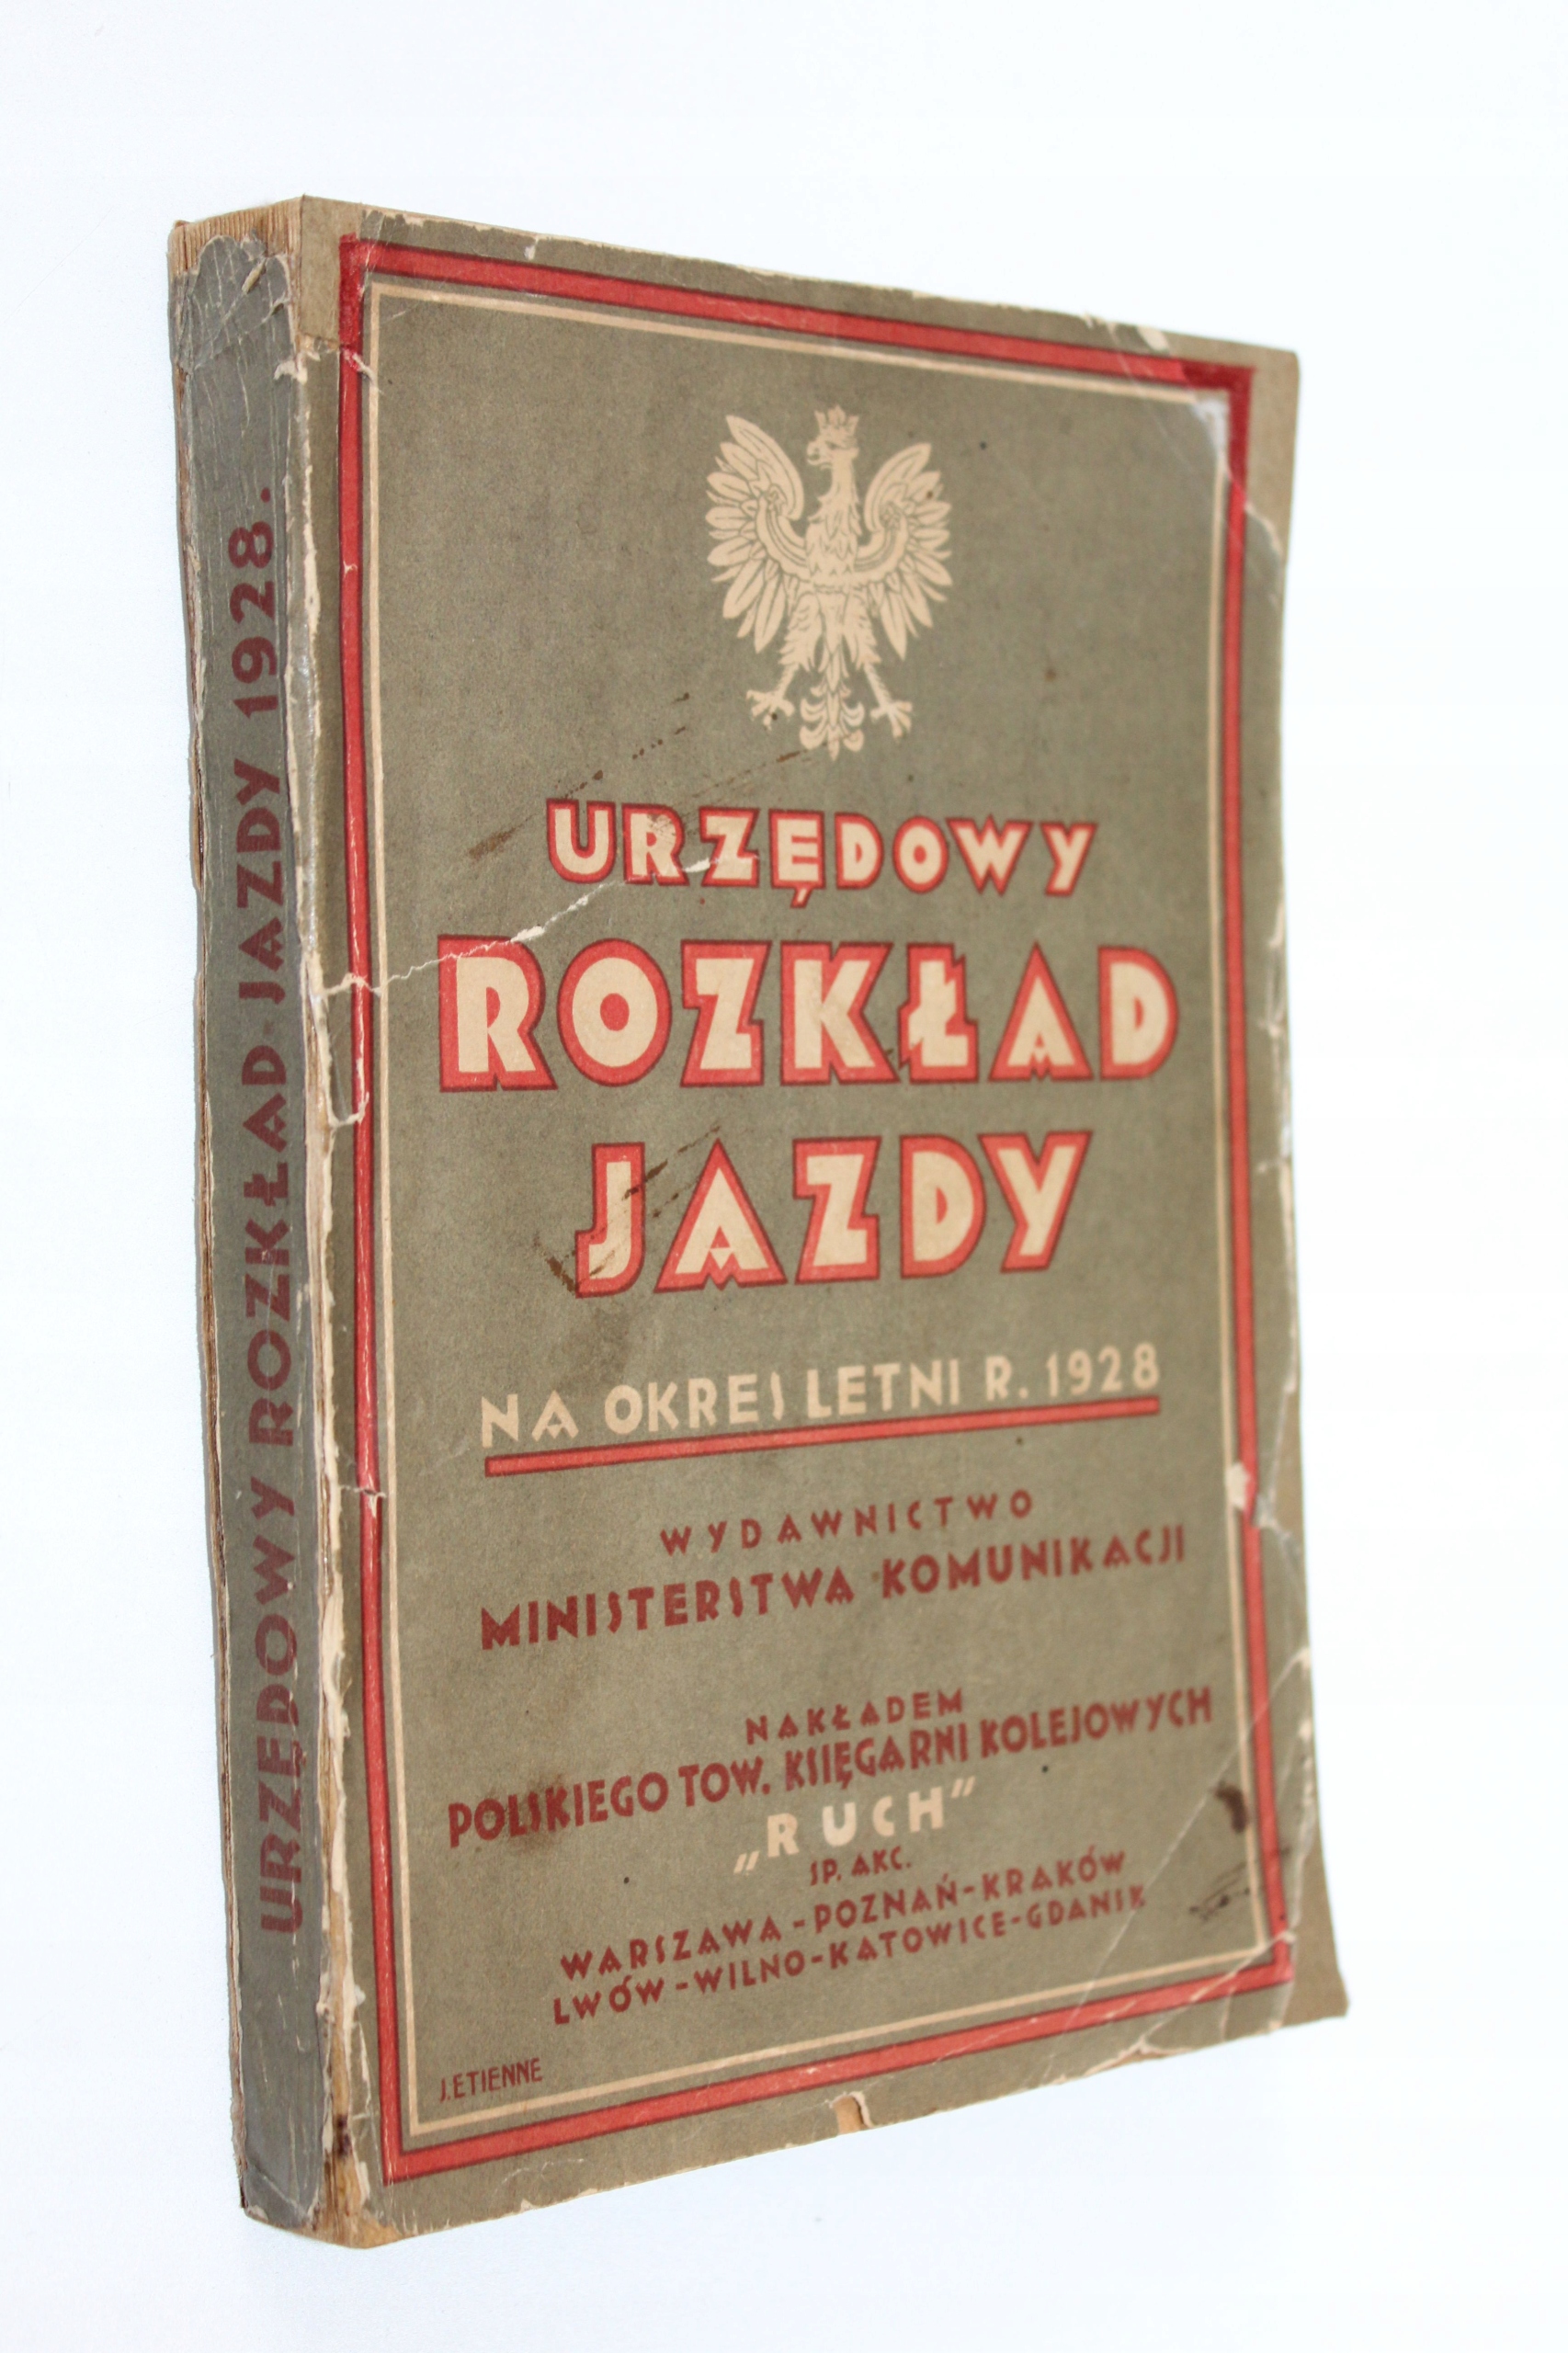 URZĘDOWY ROZKŁAD JAZDY 1928.
URZĘDOWY
ROZKŁAD
JAZDY
NA OKRES LETNI R. 1928
WYDAWNICTWO
MINISTERSTWA KOMUNIKACJI
NAKŁADEM
POLSKIEGO TOW. KSIĘGARNI KOLEJOWYCH
„RUCH”
SP. AKC.
WARSZAWA-POZNAŃ-KRAKÓW
LWÓW-WILNO-KATOWICE-GDANSK
J. ETIENNE